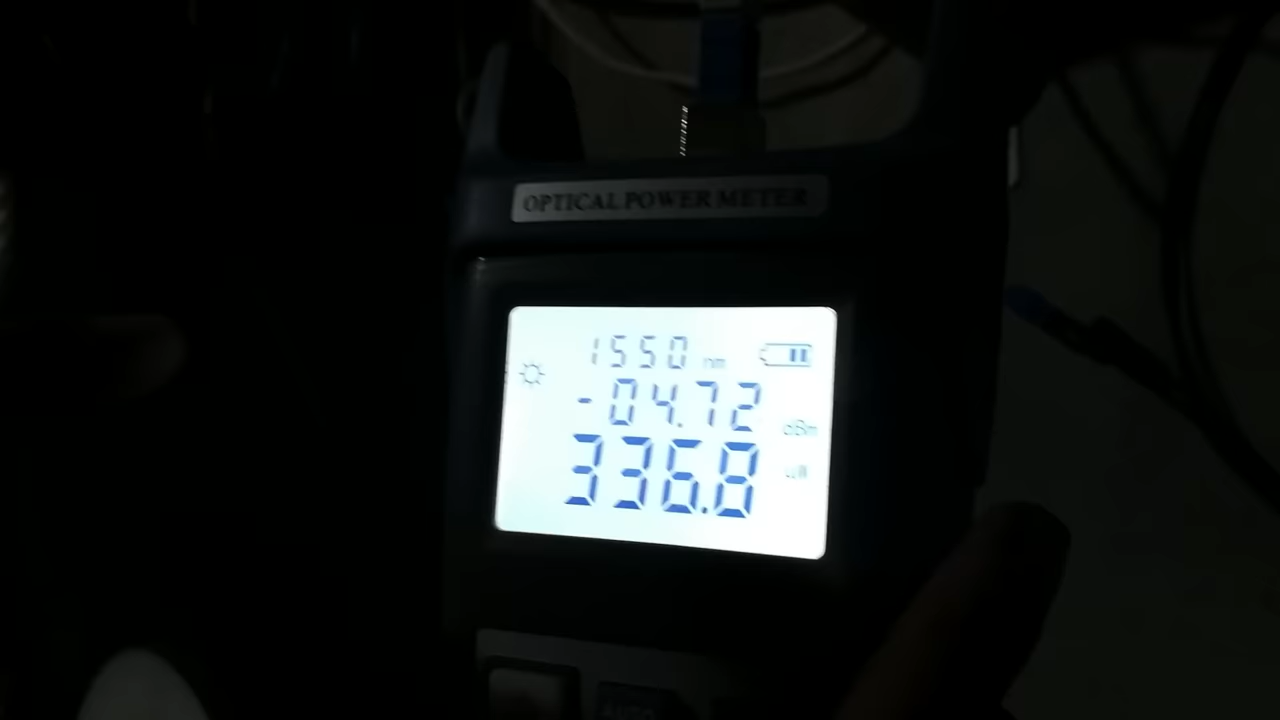 OPTICAL POWER METER
1550 nm
-04.72 dBm
336.8 uW